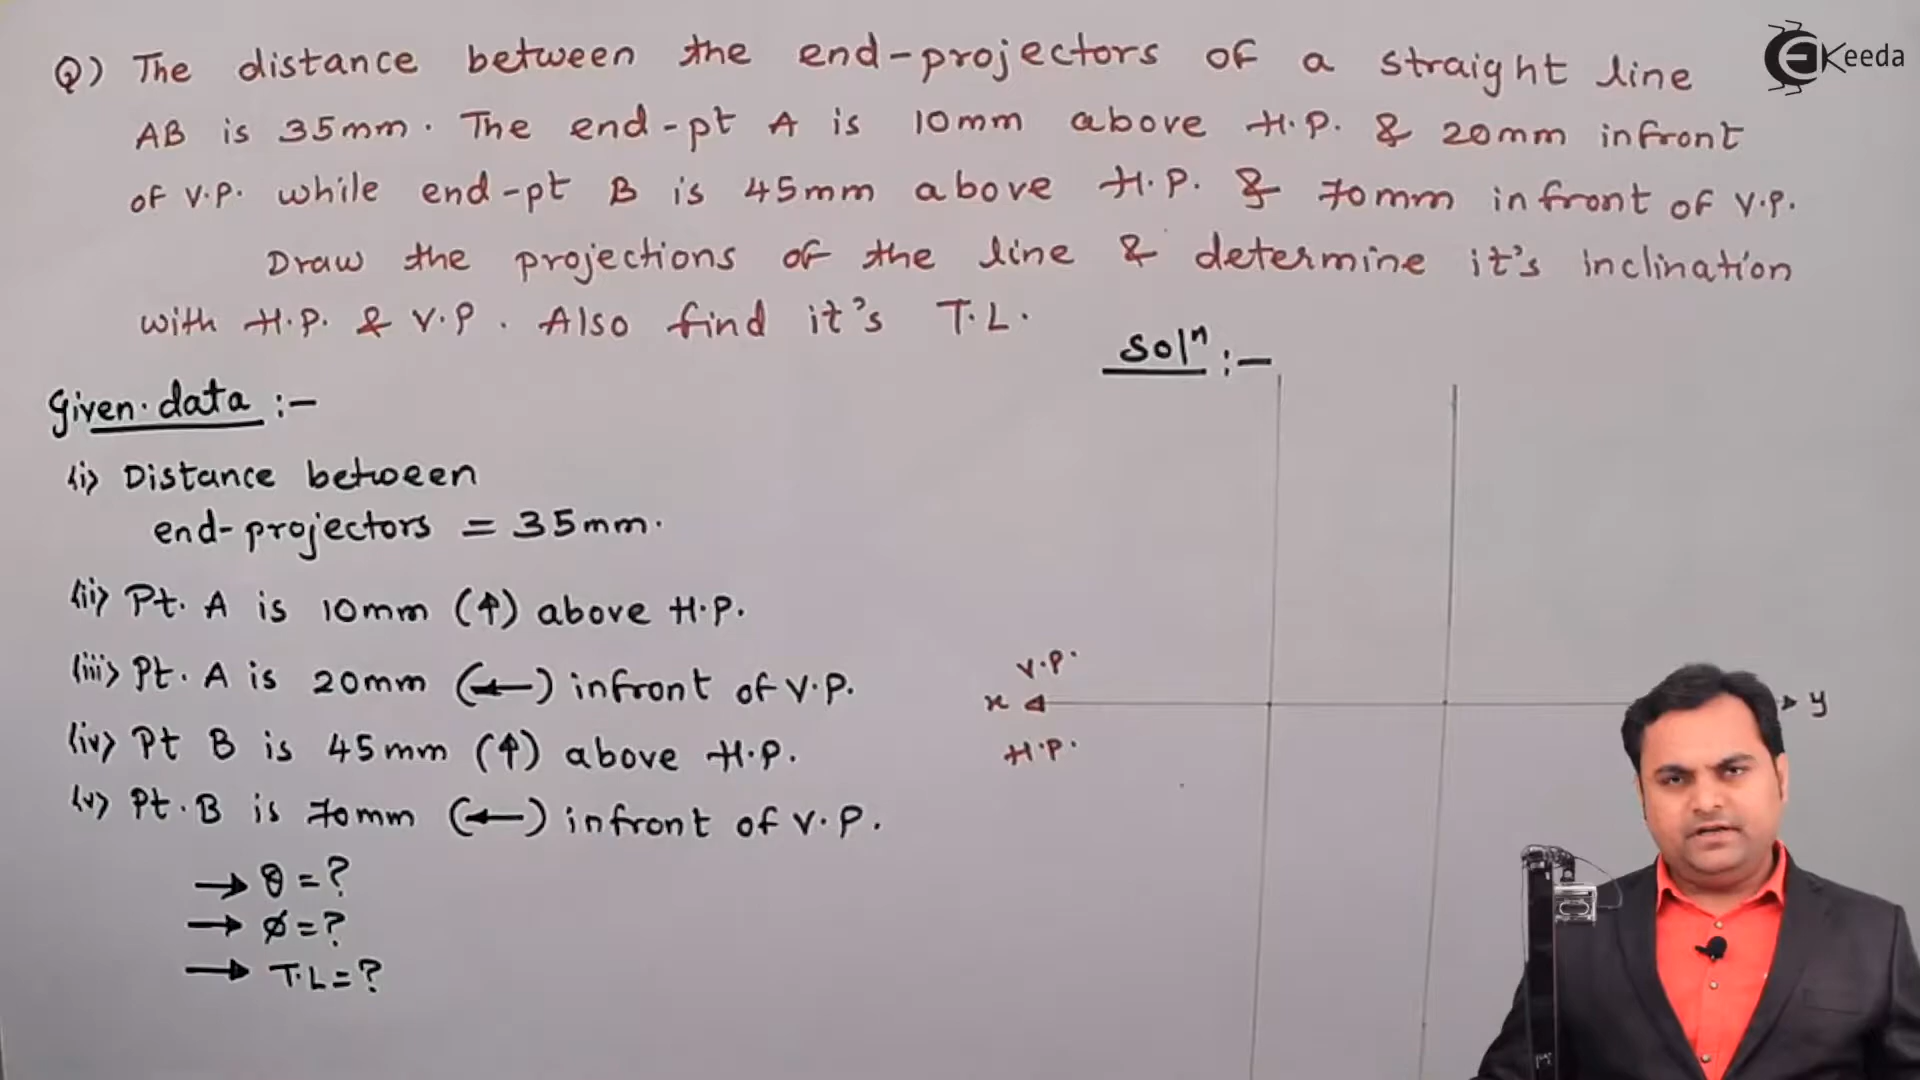 Q) The distance between the end-projectors of a straight line
AB is 35mm. The end-pt A is 10mm above H.P. & 20mm infront
of V.P. while end-pt B is 45mm above H.P. & 70mm infront of V.P.
Draw the projections of the line & determine it's inclination
with H.P. & V.P. Also find it's T.L.
Keeda
Given data :-
(i) Distance between
end-projectors = 35mm.
(ii) Pt. A is 10mm (↑) above H.P.
(iii) Pt. A is 20mm (←) infront of V.P.
(iv) Pt B is 45mm (↑) above H.P.
(v) Pt. B is 70mm (←) infront of V.P.
→ θ = ?
→ ø = ?
→ T.L = ?
Solⁿ :-
V.P.
x y
H.P.